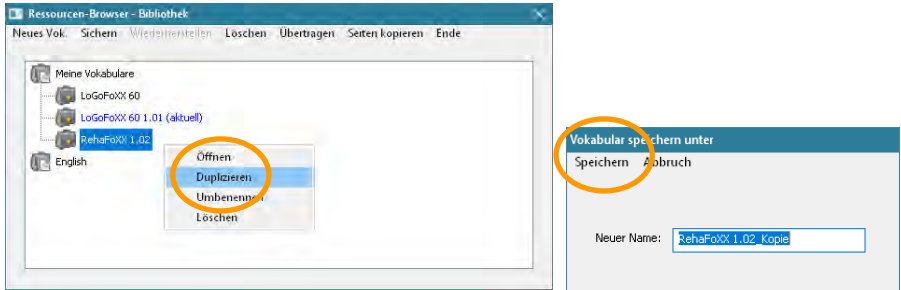 Ressourcen-Browser - Bibliothek
Neues Vok. Sichern Wiederherstellen Löschen Übertragen Seiten kopieren Ende
Meine Vokabulare
LoGoFoXX 60
LoGoFoXX 60 1.01 (aktuell)
RehaFoXX 1.02
English
Öffnen
Duplizieren
Umbenennen
Löschen
Vokabular speichern unter
Speichern Abbruch
Neuer Name: RehaFoXX 1.02_Kopie